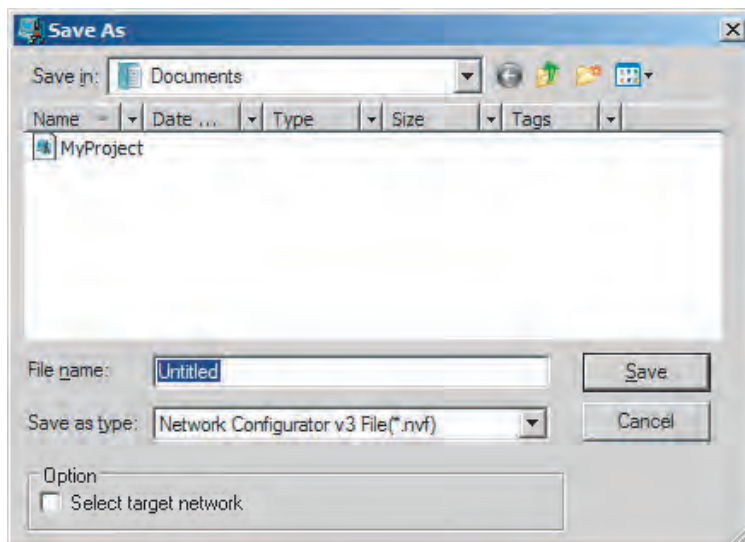 Save As
Save in: Documents
Name Date ... Type Size Tags
MyProject
File name: Untitled Save
Save as type: Network Configurator v3 File(*.nvf) Cancel
Option
Select target network